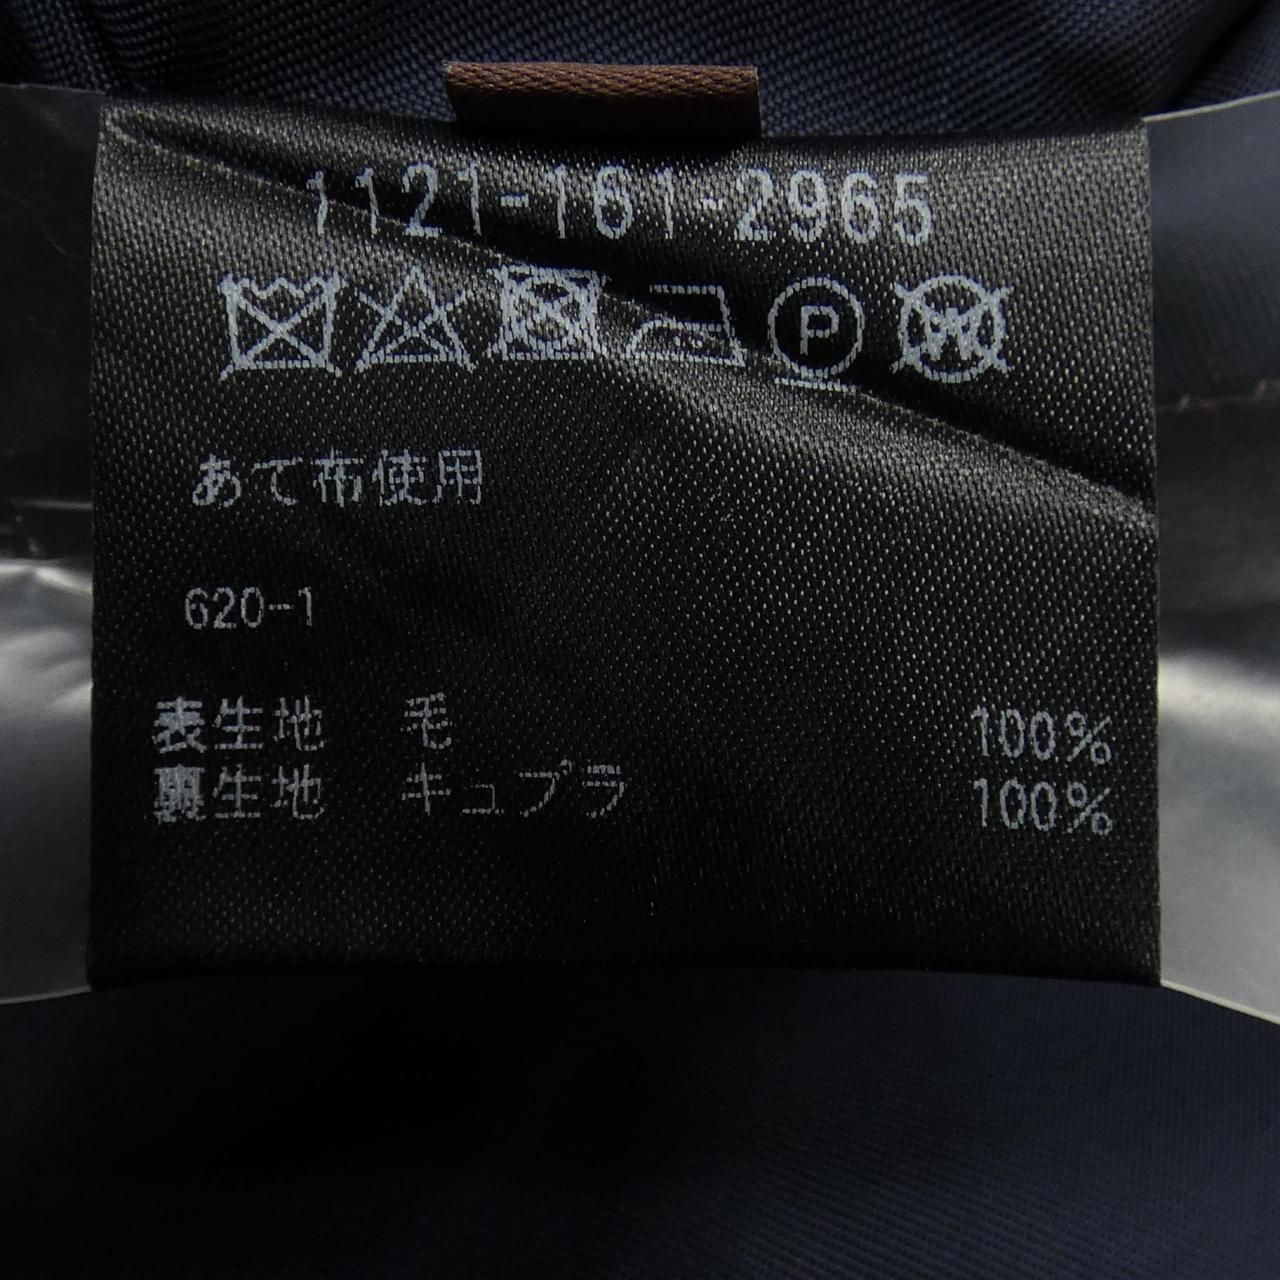 1121-161-2965
あて布使用
620-1
表生地 毛 100%
裏生地 キュプラ 100%